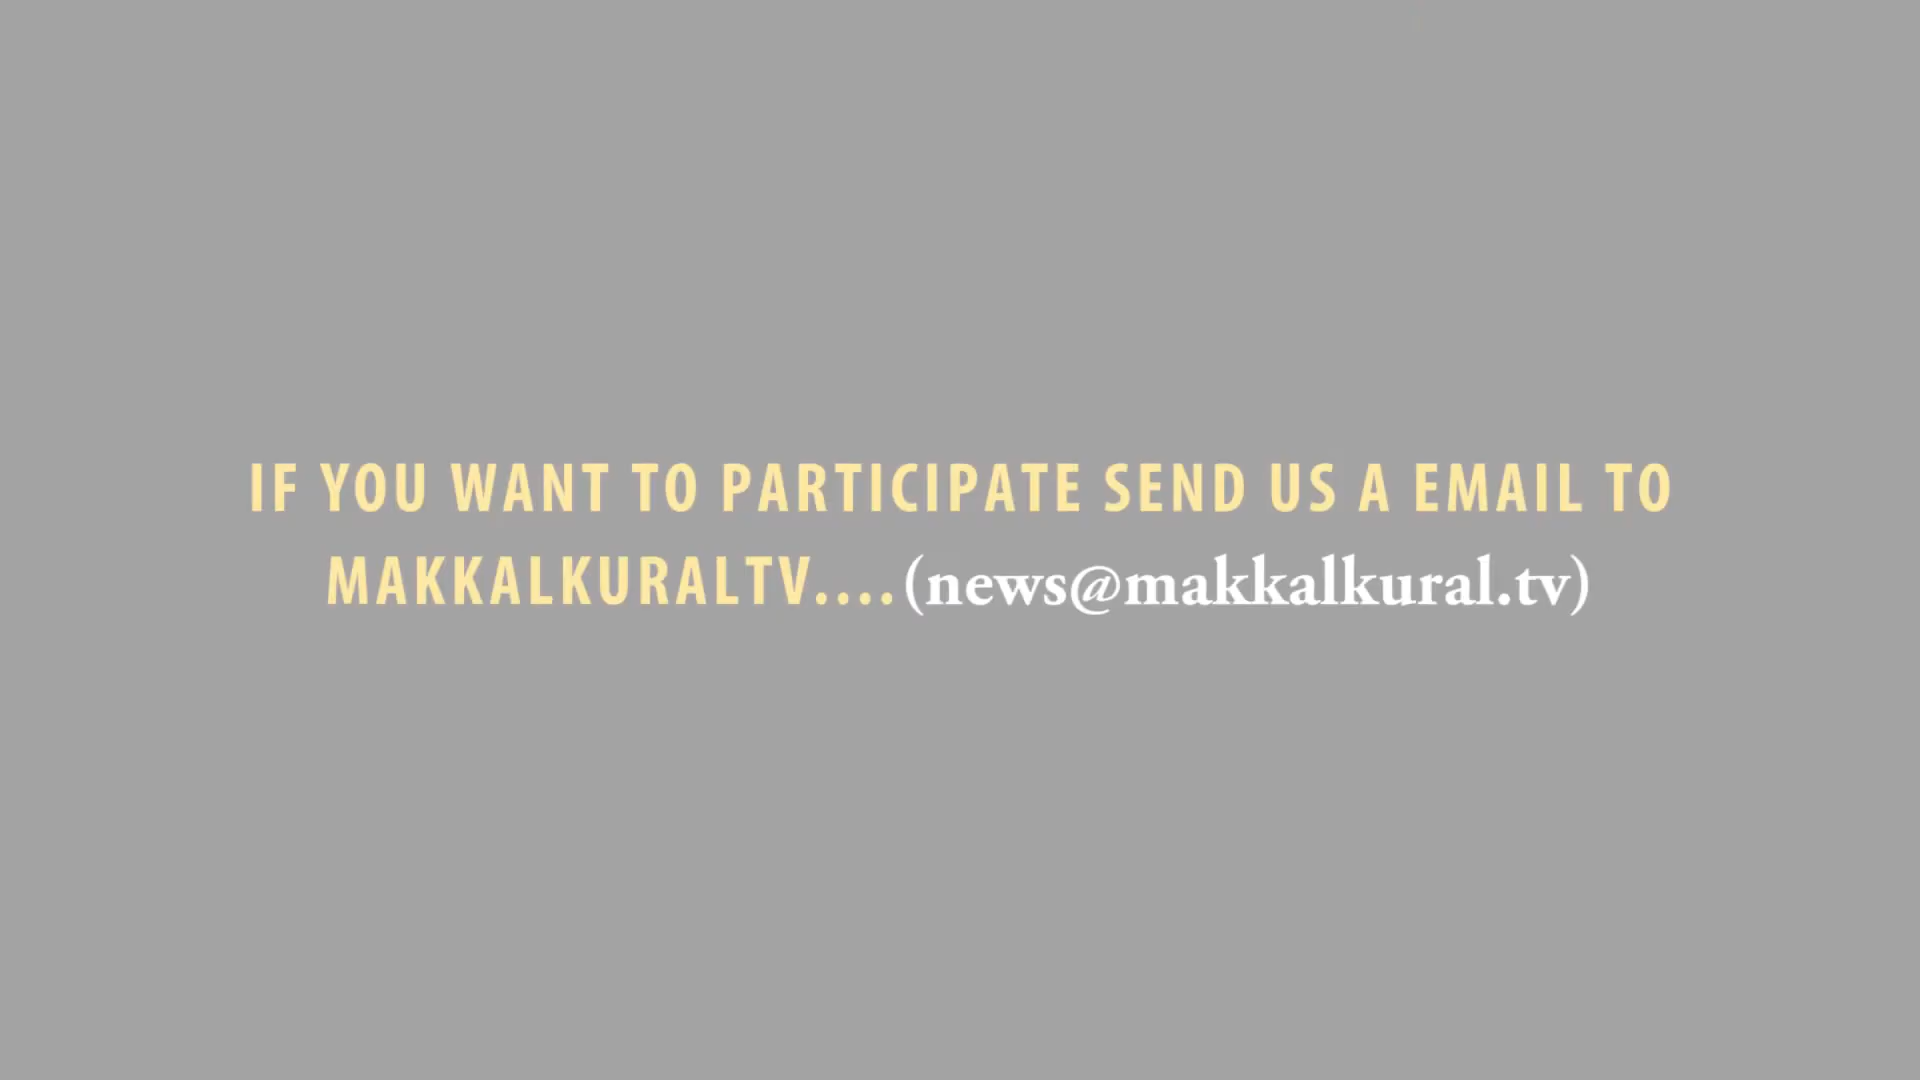 IF YOU WANT TO PARTICIPATE SEND US A EMAIL TO
MAKKALKURALTV....(news@makkalkural.tv)